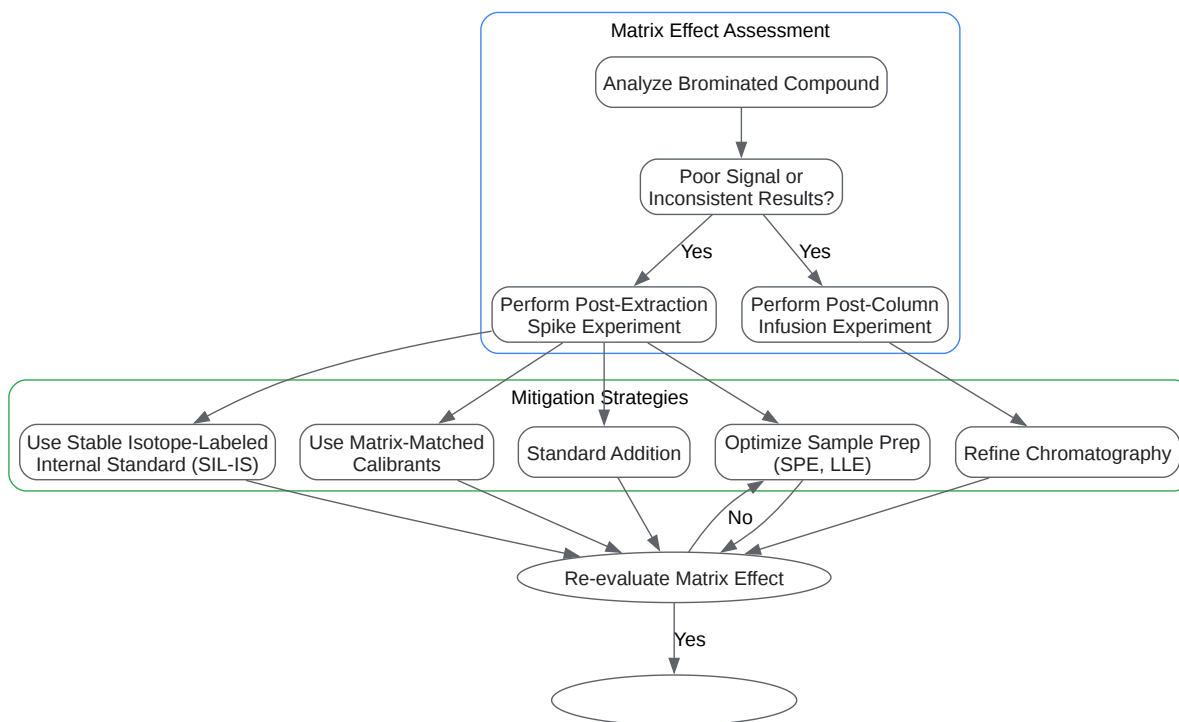 Matrix Effect Assessment
Analyze Brominated Compound
Poor Signal or
Inconsistent Results?
Yes
Yes
Perform Post-Extraction
Spike Experiment
Perform Post-Column
Infusion Experiment
Mitigation Strategies
Use Stable Isotope-Labeled
Internal Standard (SIL-IS)
Use Matrix-Matched
Calibrants
Standard Addition
Optimize Sample Prep
(SPE, LLE)
Refine Chromatography
No
Re-evaluate Matrix Effect
Yes